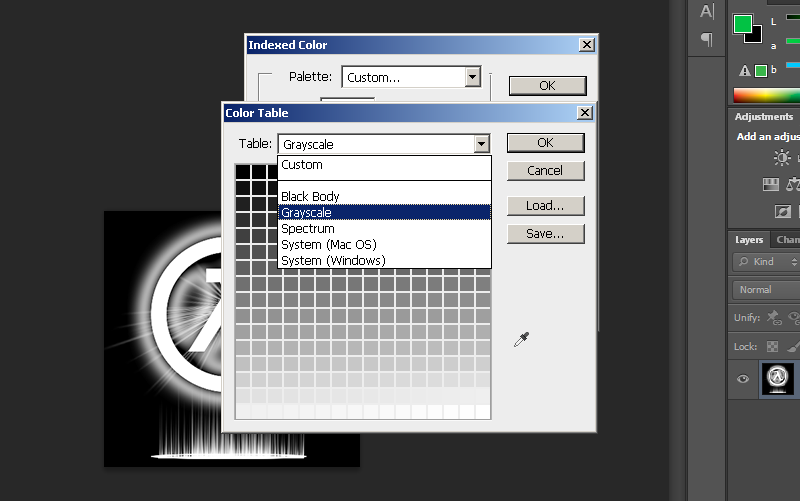 Indexed Color
Palette: Custom...
OK
Color Table
Table: Grayscale
Custom
Black Body
Grayscale
Spectrum
System (Mac OS)
System (Windows)
OK
Cancel
Load...
Save...
A
¶
L
a
b
Adjustments
Add an adjus
Layers
Chann
Kind
Normal
Unify:
Lock: